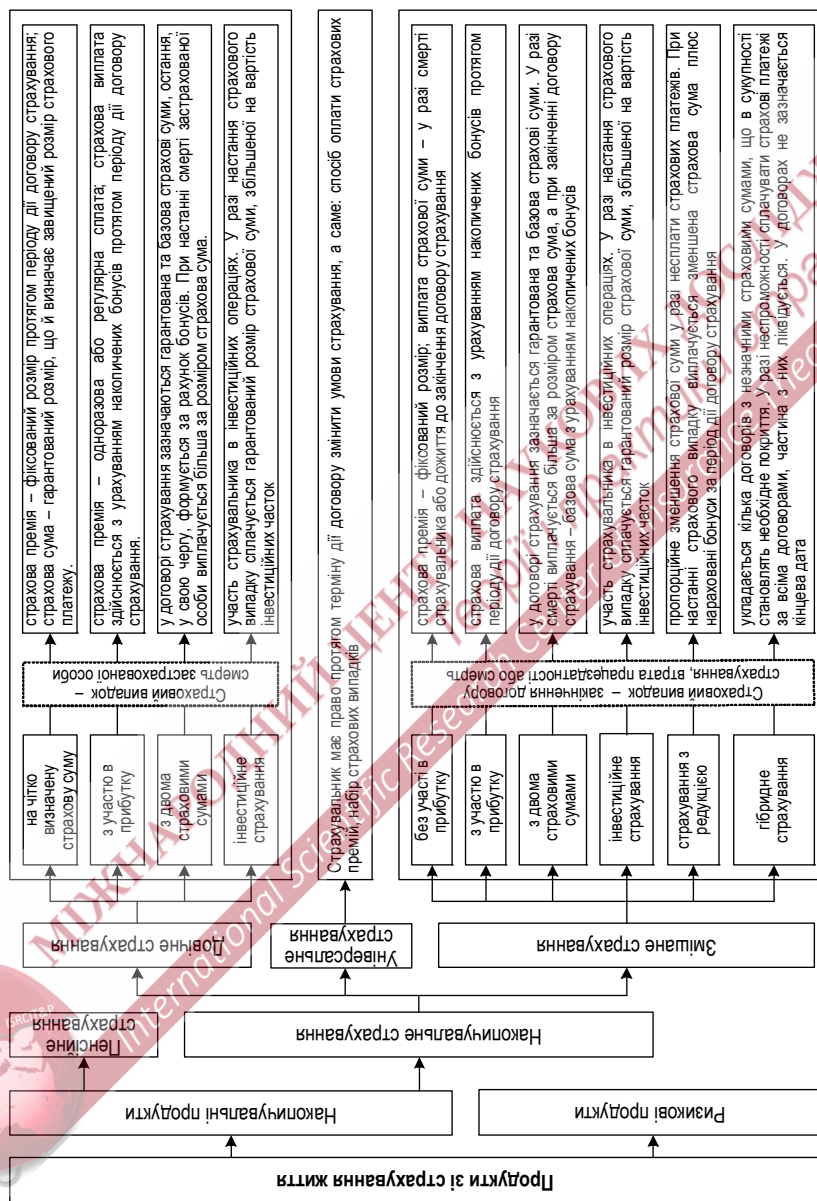 Продукти зі страхування життя
Накопичувальні продукти
Ризикові продукти
Пенсійне
страхування
Накопичувальне страхування
Довічне страхування
Універсальне
страхування
Змішане страхування
на чітко
визначену
страхову суму
з участю в
прибутку
з двома
страховими
сумами
інвестиційне
страхування
Страховий випадок –
смерть застрахованої особи
страхова премія – фіксований розмір протягом періоду дії договору страхування;
страхова сума – гарантований розмір, що й визначає завищений розмір страхового
платежу.
страхова премія – одноразова або регулярна сплата; страхова виплата
здійснюється з урахуванням накопичених бонусів протягом періоду дії договору
страхування.
у договорі страхування зазначаються гарантована та базова страхові суми, остання,
у свою чергу, формується за рахунок бонусів. При настанні смерті застрахованої
особи виплачується більша за розміром страхова сума.
участь страхувальника в інвестиційних операціях. У разі настання страхового
випадку сплачується гарантований розмір страхової суми, збільшеної на вартість
інвестиційних часток
Страхувальник має право протягом терміну дії договору змінити умови страхування, а саме: спосіб оплати страхових
премій, набір страхових випадків
без участі в
прибутку
з участю в
прибутку
з двома
страховими
сумами
інвестиційне
страхування
страхування з
редукцією
гібридне
страхування
Страховий випадок – закінчення договору
страхування, втрата працездатності або смерть
страхова премія – фіксований розмір; виплата страхової суми – у разі смерті
страхувальника або дожиття до закінчення договору страхування
страхова виплата здійснюється з урахуванням накопичених бонусів протягом
періоду дії договору страхування
у договорі страхування зазначається гарантована та базова страхові суми. У разі
смерті виплачується більша за розміром страхова сума, а при закінченні договору
страхування – базова сума з урахуванням накопичених бонусів
участь страхувальника в інвестиційних операціях. У разі настання страхового
випадку сплачується гарантований розмір страхової суми, збільшеної на вартість
інвестиційних часток
пропорційне зменшення страхової суми у разі несплати страхових платежів. При
настанні страхового випадку виплачується зменшена страхова сума плюс
нараховані бонуси за період дії договору страхування
укладається кілька договорів з незначними страховими сумами, що в сукупності
становлять необхідне покриття. У разі неспроможності сплачувати страхові платежі
за всіма договорами, частина з них ліквідується. У договорах не зазначається
кінцева дата
МІЖНАРОДНИЙ ЦЕНТР НАУКОВИХ
International Scientific Research Center
ISRC:IT&P